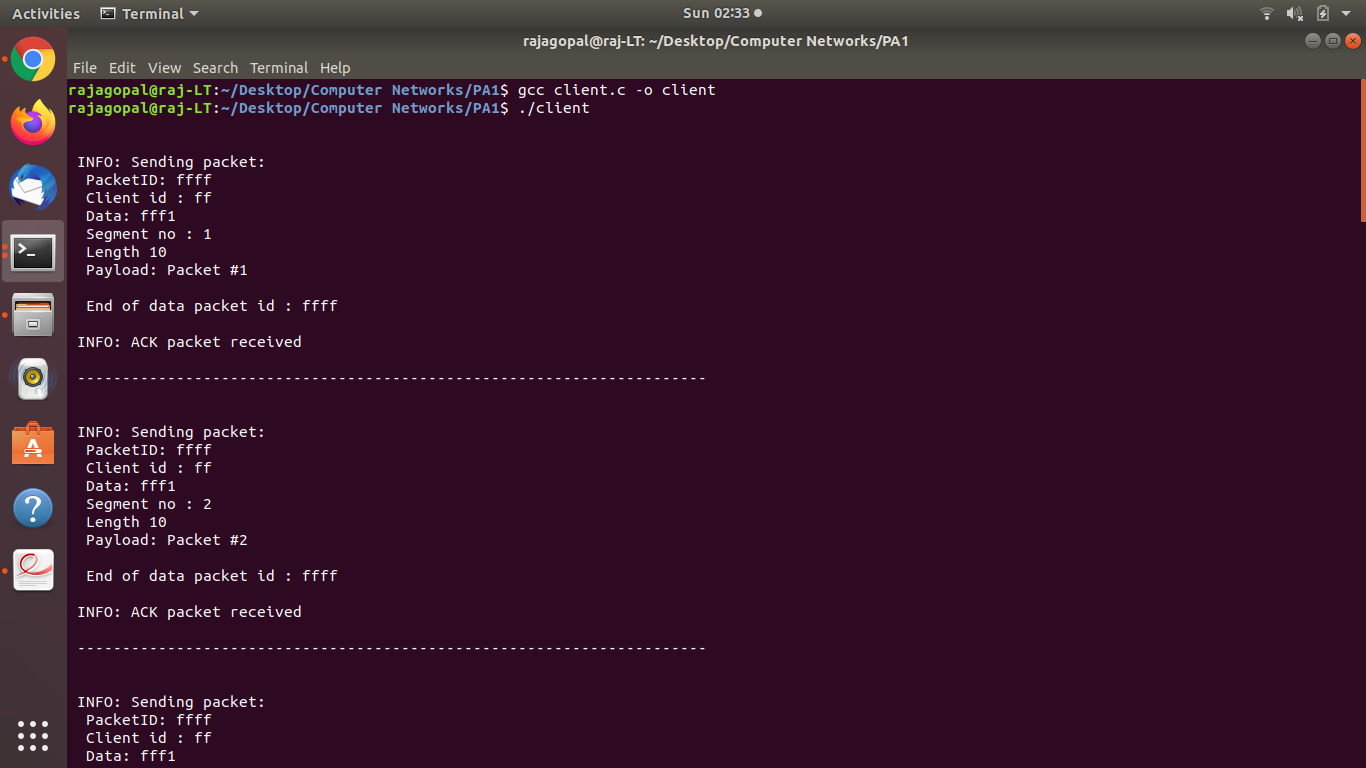 Activities Terminal Sun 02:33
rajagopal@raj-LT: ~/Desktop/Computer Networks/PA1
File Edit View Search Terminal Help
rajagopal@raj-LT:~/Desktop/Computer Networks/PA1$ gcc client.c -o client
rajagopal@raj-LT:~/Desktop/Computer Networks/PA1$ ./client
INFO: Sending packet:
PacketID: ffff
Client id : ff
Data: fff1
Segment no : 1
Length 10
Payload: Packet #1
End of data packet id : ffff
INFO: ACK packet received
----------------------------------------------------------------------
INFO: Sending packet:
PacketID: ffff
Client id : ff
Data: fff1
Segment no : 2
Length 10
Payload: Packet #2
End of data packet id : ffff
INFO: ACK packet received
----------------------------------------------------------------------
INFO: Sending packet:
PacketID: ffff
Client id : ff
Data: fff1